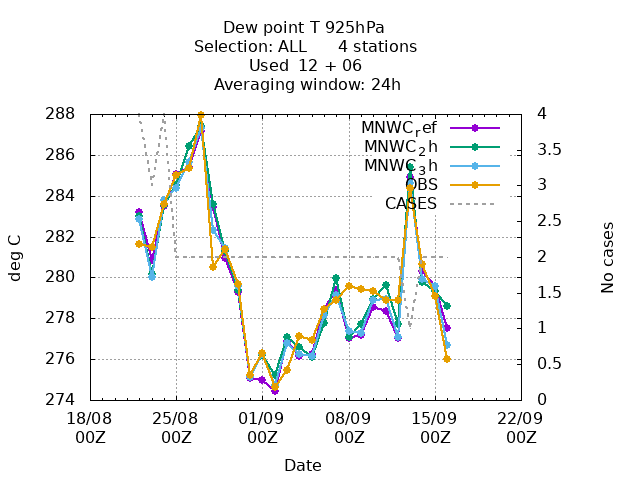 Dew point T 925hPa
Selection: ALL 4 stations
Used 12 + 06
Averaging window: 24h
288
286
284
282
280
278
276
274
deg C
4
3.5
3
2.5
2
1.5
1
0.5
0
No cases
MNWC_ref
MNWC_2h
MNWC_3h
OBS
CASES
18/08 25/08 01/09 08/09 15/09 22/09
00Z 00Z 00Z 00Z 00Z 00Z
Date